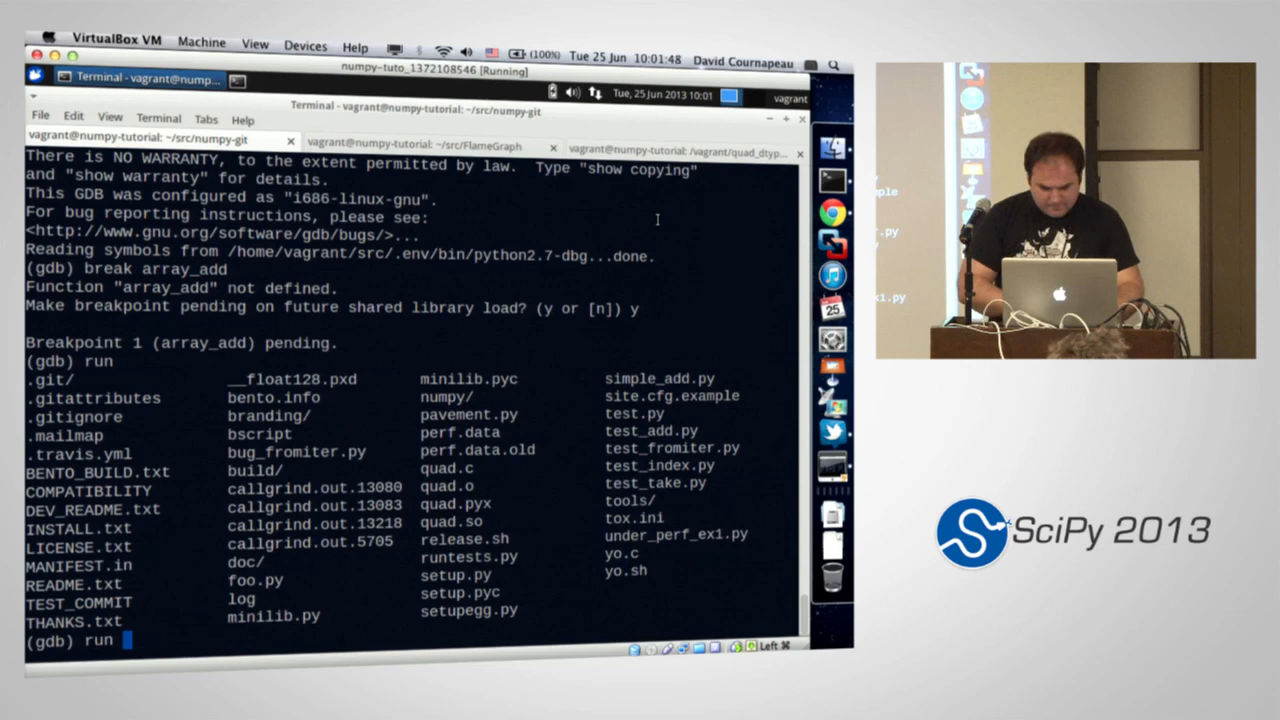 VirtualBox VM Machine View Devices Help (100%) Tue 25 Jun 10:01:48 David Cournapeau
numpy-tuto_1372108546 [Running]
Terminal - vagrant@nump... Tue, 25 Jun 2013 10:01 vagrant
Terminal - vagrant@numpy-tutorial: ~/src/numpy-git
File Edit View Terminal Tabs Help
vagrant@numpy-tutorial: ~/src/numpy-git vagrant@numpy-tutorial: ~/src/FlameGraph vagrant@numpy-tutorial: /vagrant/quad_dtyp...
There is NO WARRANTY, to the extent permitted by law. Type "show copying"
and "show warranty" for details.
This GDB was configured as "i686-linux-gnu".
For bug reporting instructions, please see:
<http://www.gnu.org/software/gdb/bugs/>...
Reading symbols from /home/vagrant/src/.env/bin/python2.7-dbg...done.
(gdb) break array_add
Function "array_add" not defined.
Make breakpoint pending on future shared library load? (y or [n]) y
Breakpoint 1 (array_add) pending.
(gdb) run
.git/ __float128.pxd minilib.pyc simple_add.py
.gitattributes bento.info numpy/ site.cfg.example
.gitignore branding/ pavement.py test.py
.mailmap bscript perf.data test_add.py
.travis.yml bug_fromiter.py perf.data.old test_fromiter.py
BENTO_BUILD.txt build/ quad.c test_index.py
COMPATIBILITY callgrind.out.13080 quad.o test_take.py
DEV_README.txt callgrind.out.13083 quad.pyx tools/
INSTALL.txt callgrind.out.13218 quad.so tox.ini
LICENSE.txt callgrind.out.5705 release.sh under_perf_ex1.py
MANIFEST.in doc/ runtests.py yo.c
README.txt foo.py setup.py yo.sh
TEST_COMMIT log setup.pyc
THANKS.txt minilib.py setupegg.py
(gdb) run
Left ⌘
25
SciPy 2013